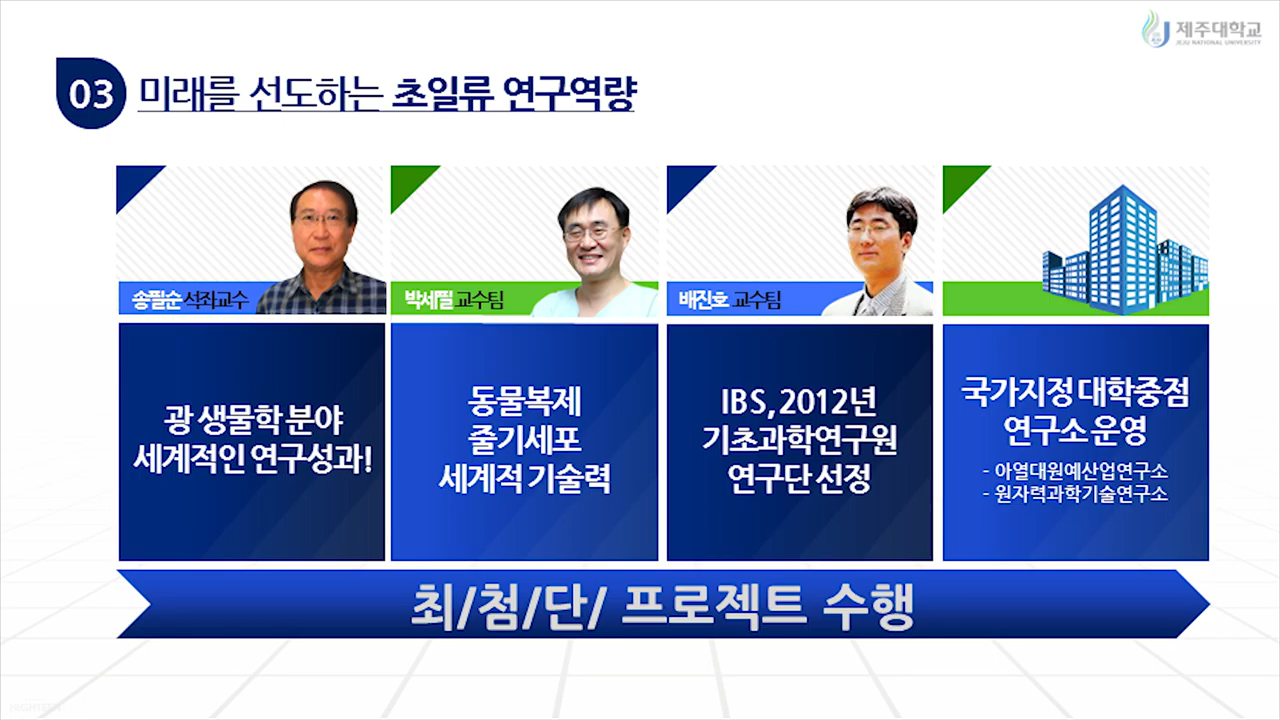 제주대학교
JEJU NATIONAL UNIVERSITY
03 미래를 선도하는 초일류 연구역량
송필순 석좌교수
박세필 교수팀
배진호 교수팀
광 생물학 분야
세계적인 연구성과!
동물복제
줄기세포
세계적 기술력
IBS, 2012년
기초과학연구원
연구단 선정
국가지정 대학중점
연구소 운영
- 아열대원예산업연구소
- 원자력과학기술연구소
최/첨/단/ 프로젝트 수행